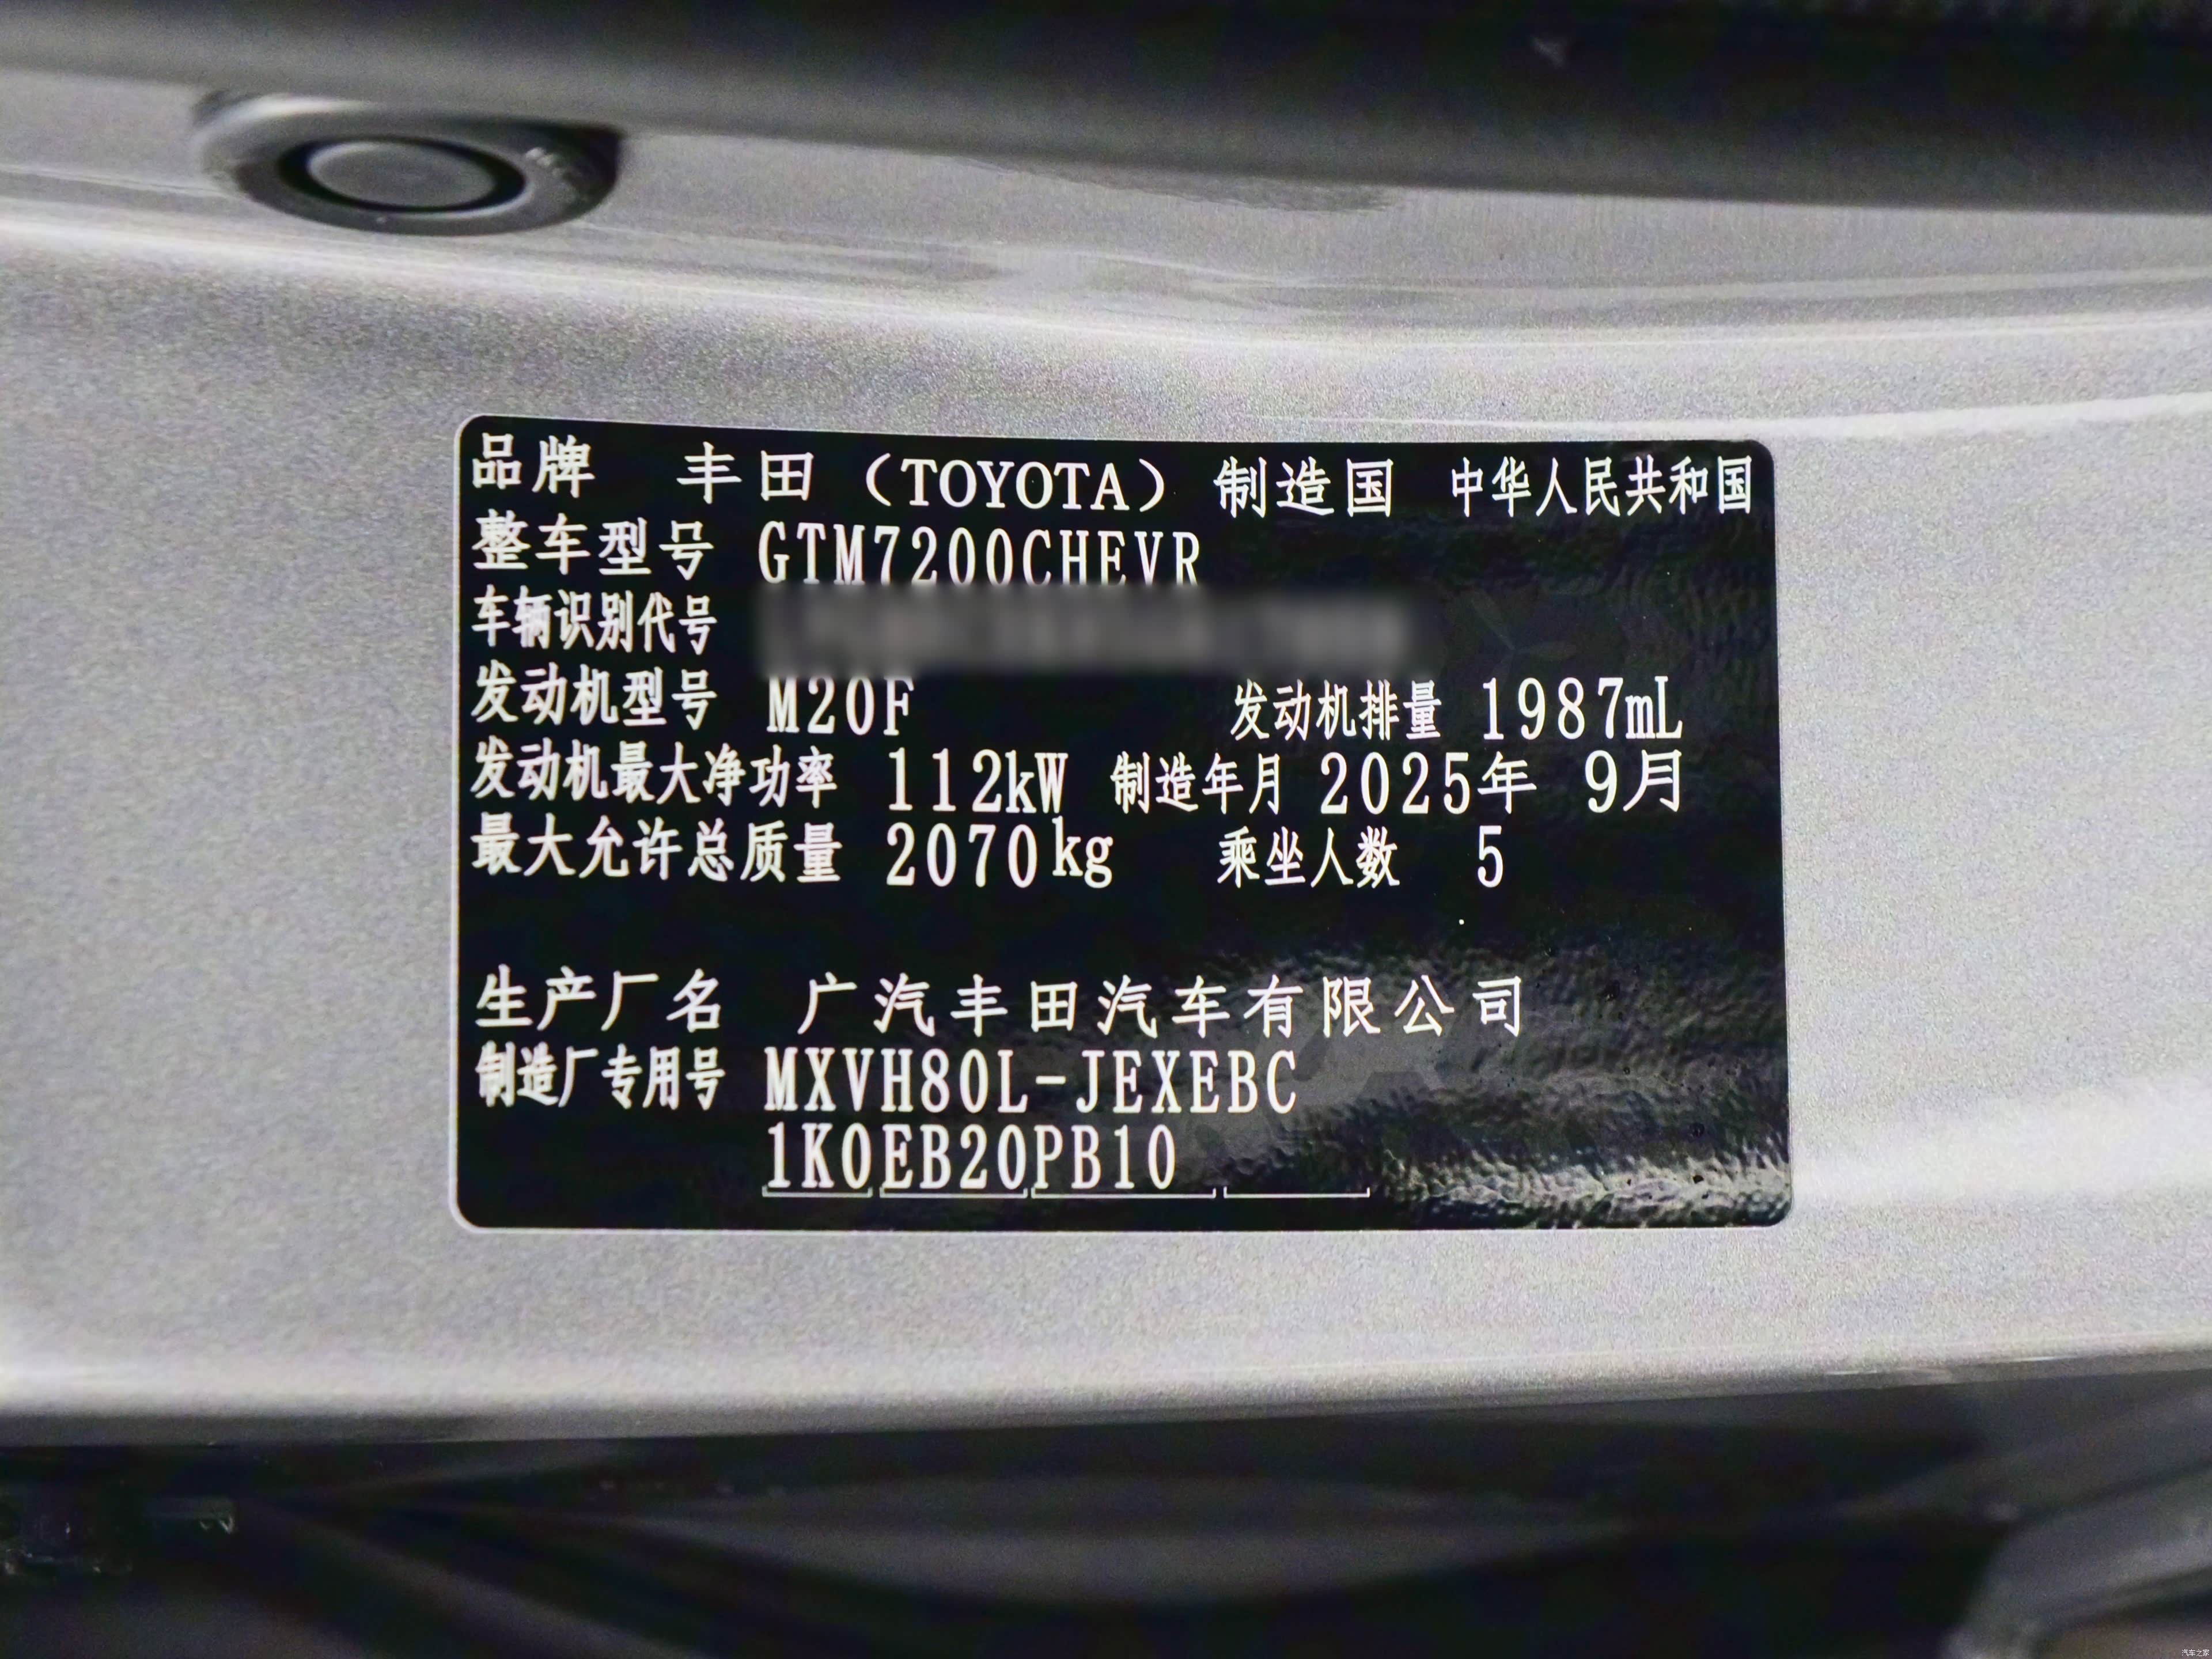 品牌 丰田（TOYOTA） 制造国 中华人民共和国
整车型号 GTM7200CHEVR
车辆识别代号
发动机型号 M20F 发动机排量 1987mL
发动机最大净功率 112kW 制造年月 2025年 9月
最大允许总质量 2070kg 乘坐人数 5
生产厂名 广汽丰田汽车有限公司
制造厂专用号 MXVH80L-JEXEBC
1K0EB20PB10
汽车之家